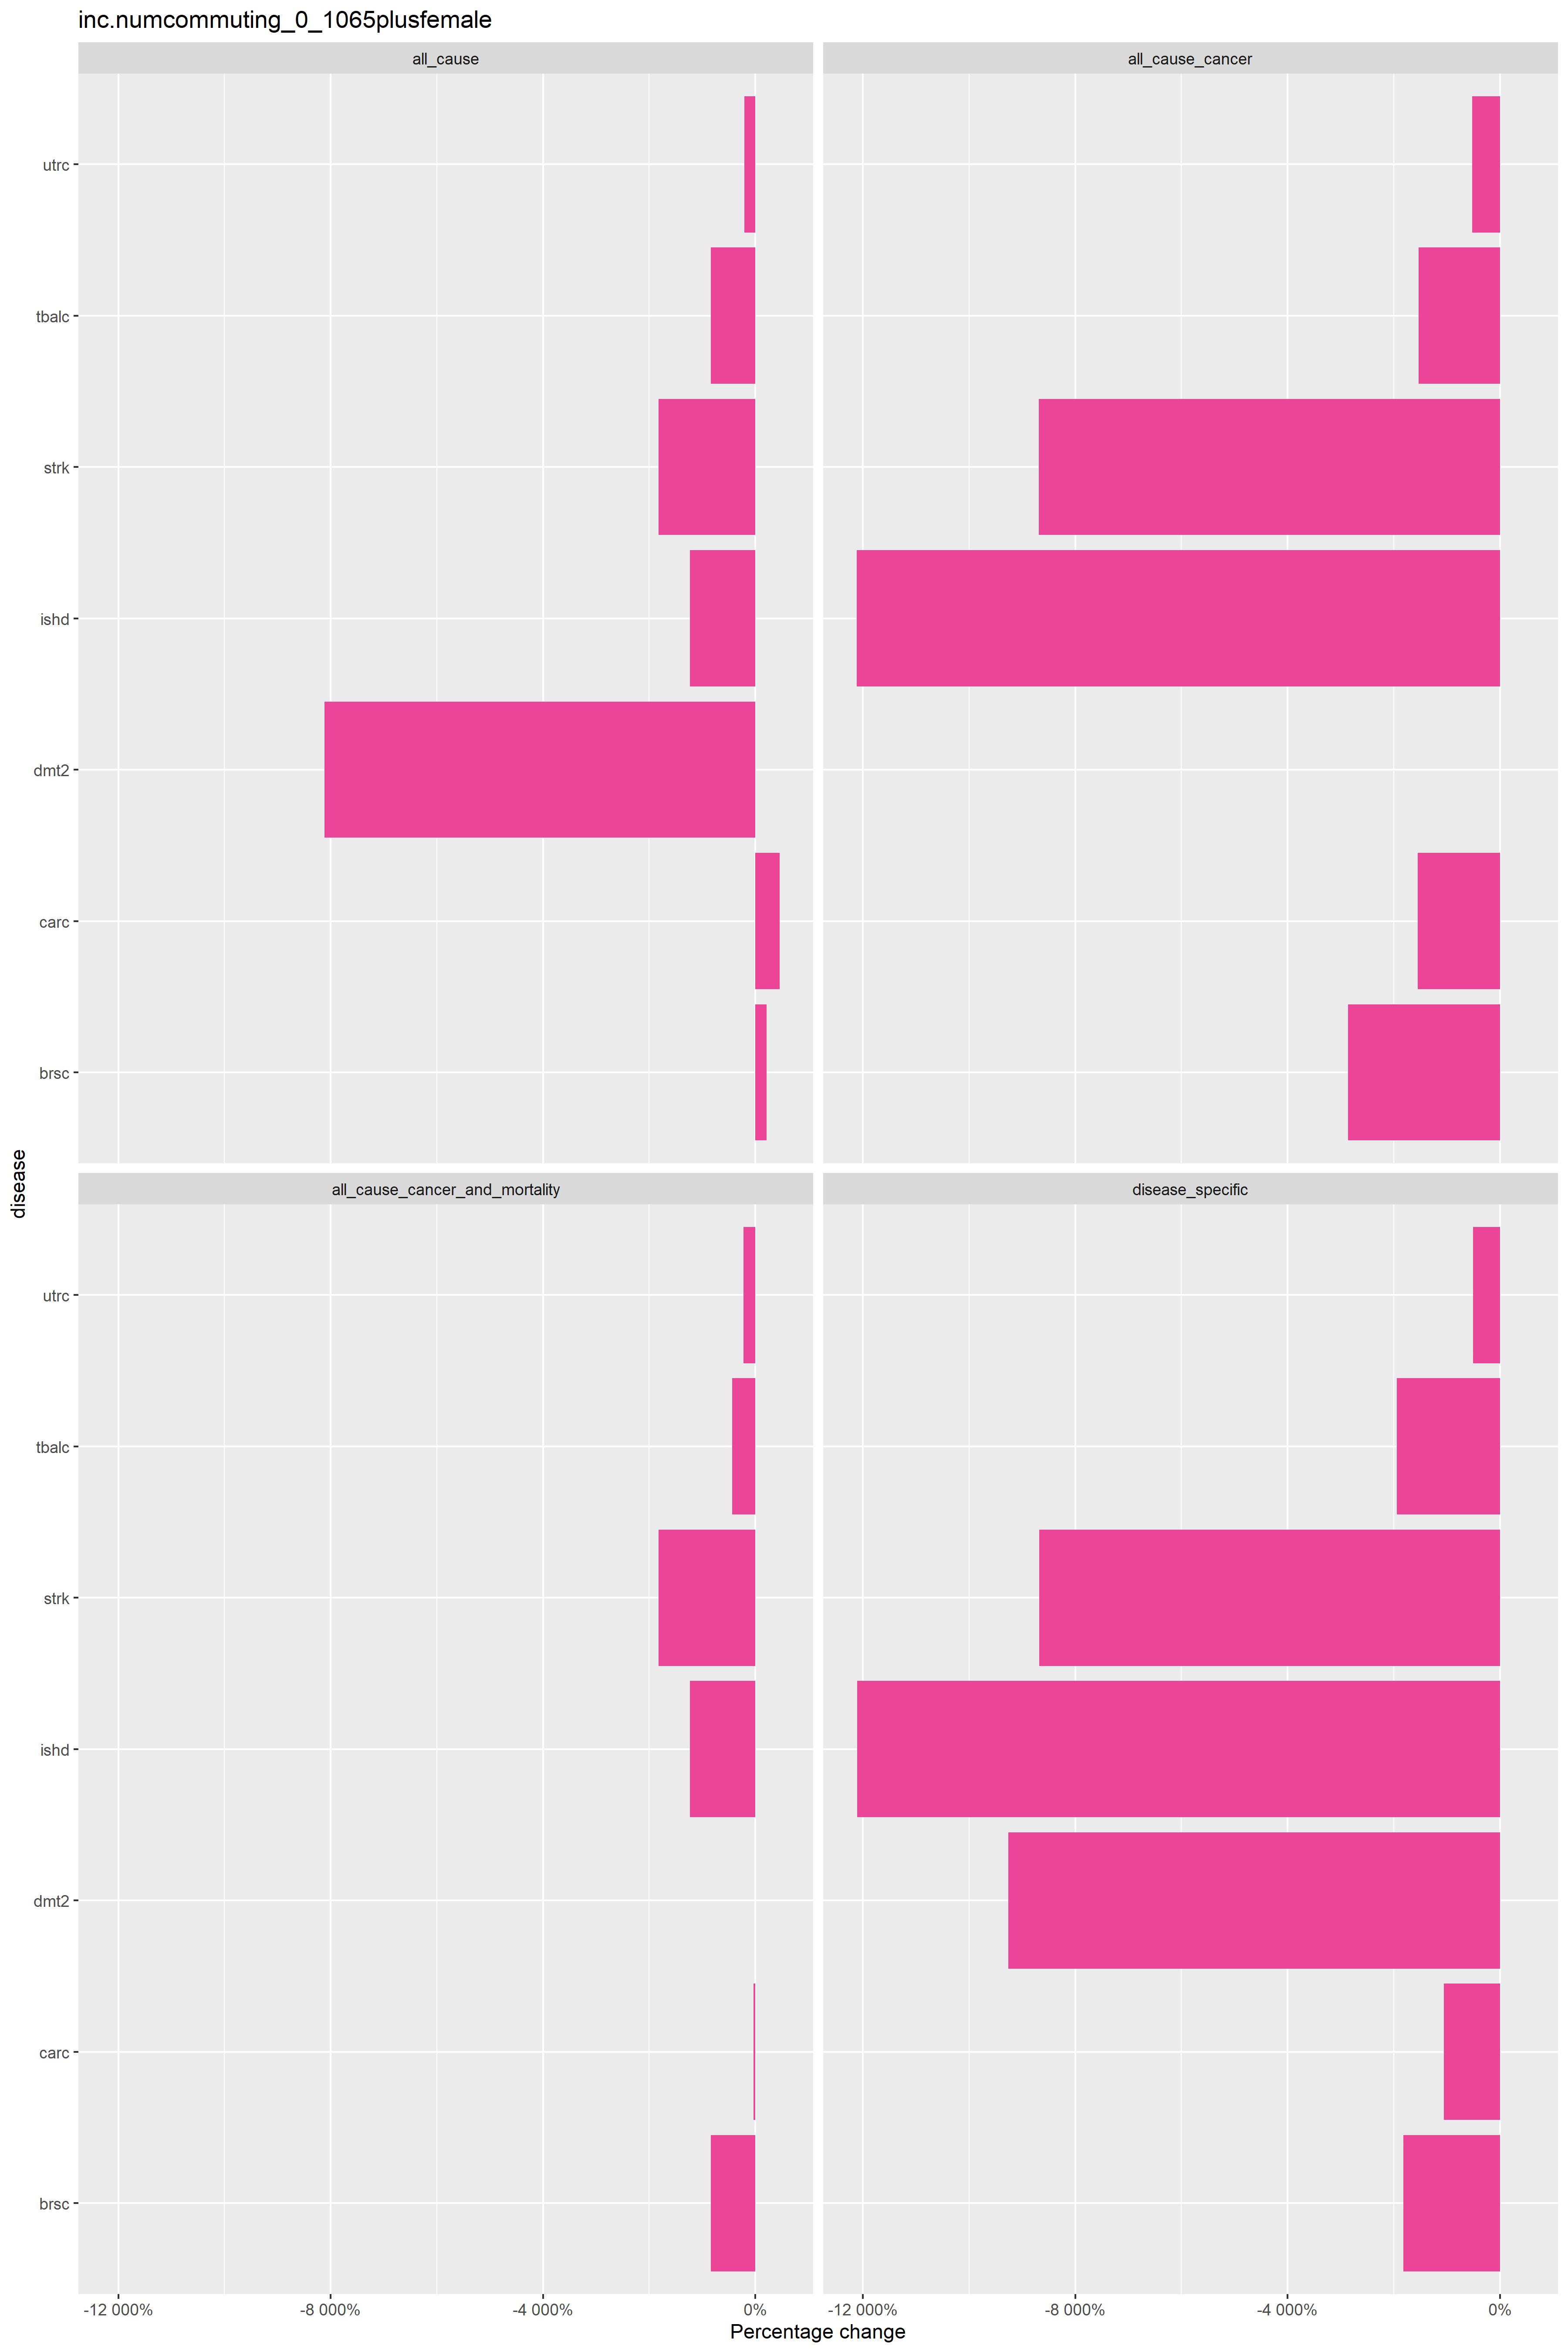 inc.numcommuting_0_1065plusfemale
all_cause
all_cause_cancer
utrc
tbalc
strk
ishd
dmt2
carc
brsc
disease
all_cause_cancer_and_mortality
disease_specific
utrc
tbalc
strk
ishd
dmt2
carc
brsc
-12 000%
-8 000%
-4 000%
0%
-12 000%
-8 000%
-4 000%
0%
Percentage change